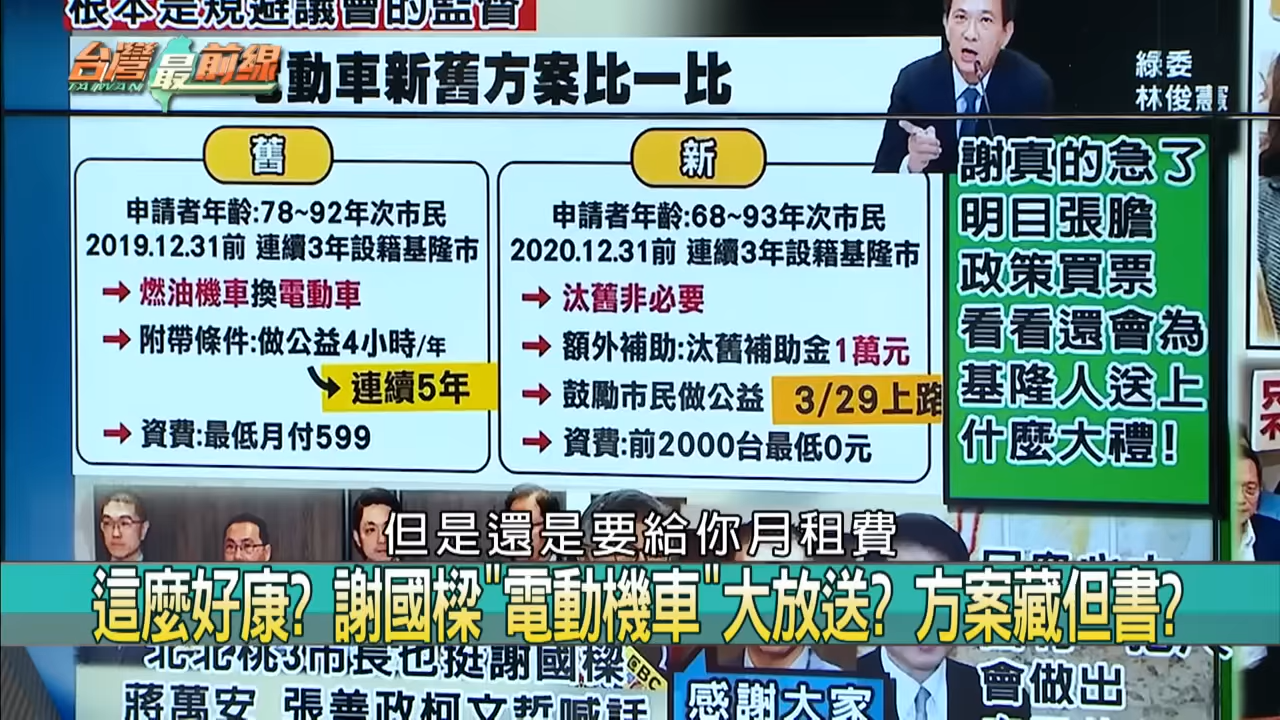 根本是規避議會的監督
台灣最前線
TAIWAN
電動車新舊方案比一比
綠委
林俊憲
舊
申請者年齡:78~92年次市民
2019.12.31前 連續3年設籍基隆市
→ 燃油機車換電動車
→ 附帶條件:做公益4小時/年
連續5年
→ 資費:最低月付599
新
申請者年齡:68~93年次市民
2020.12.31前 連續3年設籍基隆市
→ 汰舊非必要
→ 額外補助:汰舊補助金1萬元
→ 鼓勵市民做公益
3/29上路
→ 資費:前2000台最低0元
謝真的急了
明目張膽
政策買票
看看還會為
基隆人送上
什麼大禮!
但是還是要給你月租費
這麼好康? 謝國樑"電動機車"大放送? 方案藏但書?
北北桃3市長也挺謝國樑
蔣萬安 張善政柯文哲喊話
感謝大家
會做出